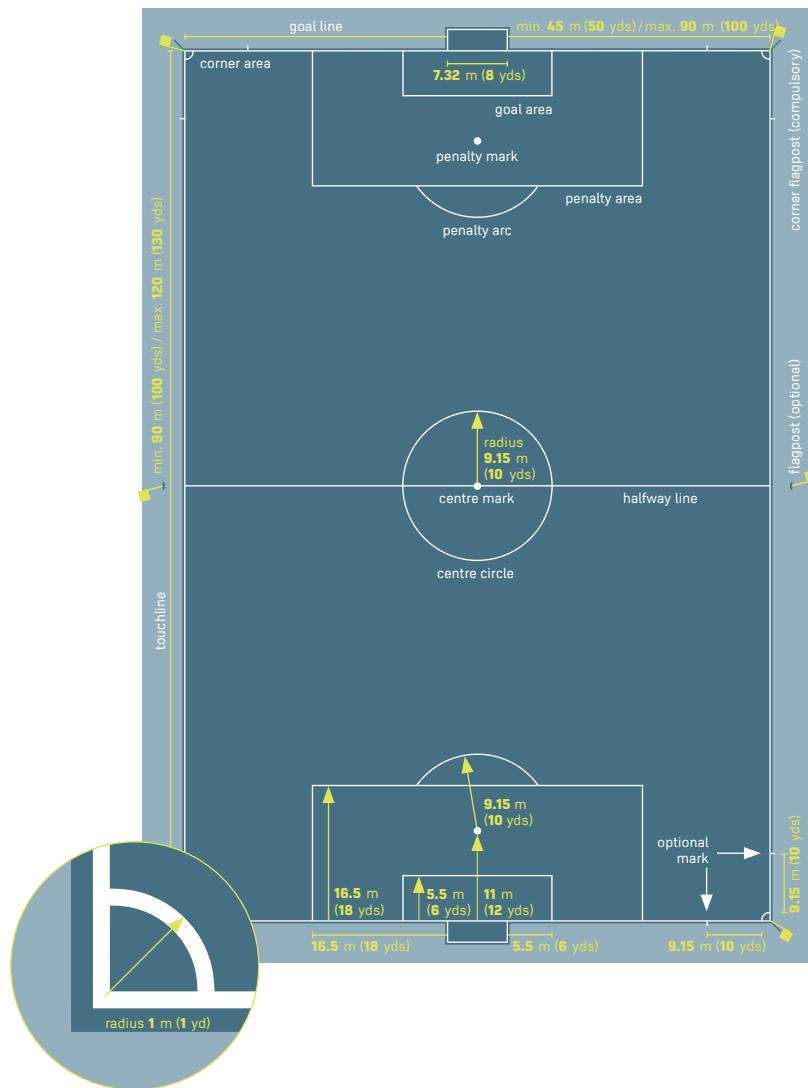 goal line
min. 45 m (50 yds) / max. 90 m (100 yds)
corner area
7.32 m (8 yds)
goal area
penalty mark
penalty area
penalty arc
corner flagpost (compulsory)
min. 90 m (100 yds) / max. 120 m (130 yds)
flagpost (optional)
radius
9.15 m
(10 yds)
centre mark
halfway line
centre circle
touchline
9.15 m
(10 yds)
optional
mark
9.15 m (10 yds)
16.5 m
(18 yds)
5.5 m
(6 yds)
11 m
(12 yds)
16.5 m (18 yds)
5.5 m (6 yds)
9.15 m (10 yds)
radius 1 m (1 yd)